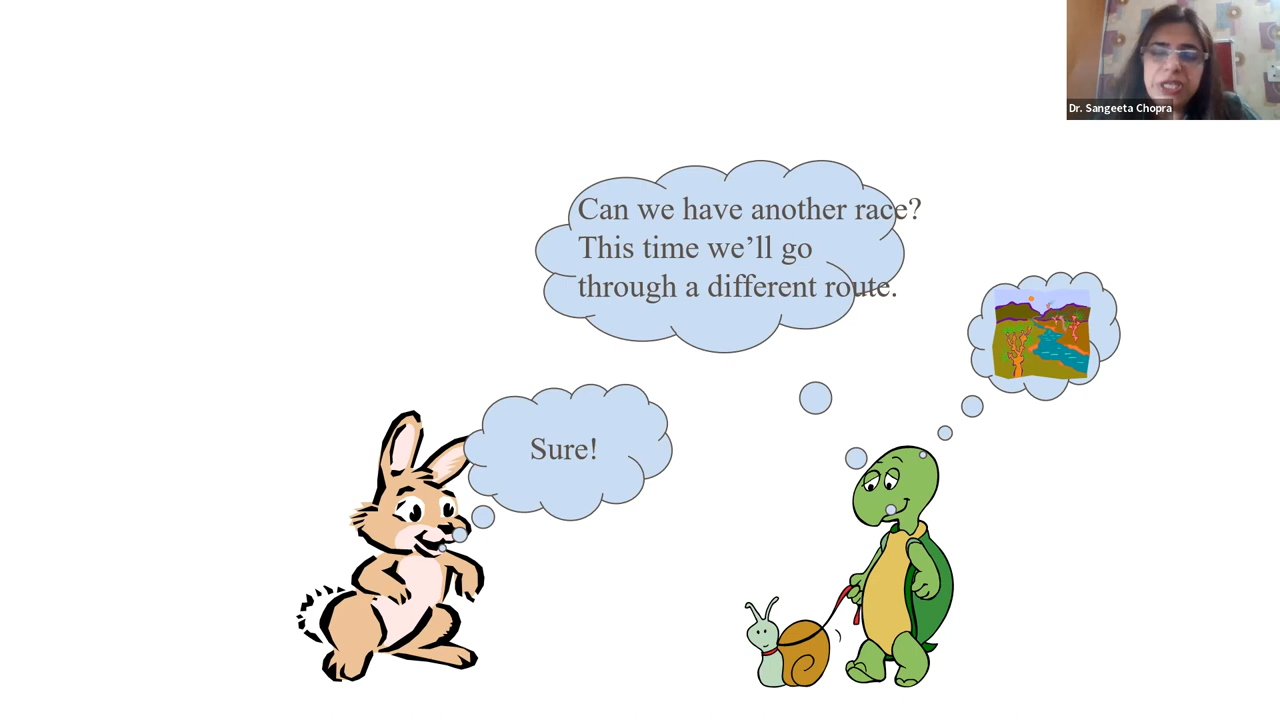 Dr. Sangeeta Chopra
Can we have another race?
This time we’ll go
through a different route.
Sure!